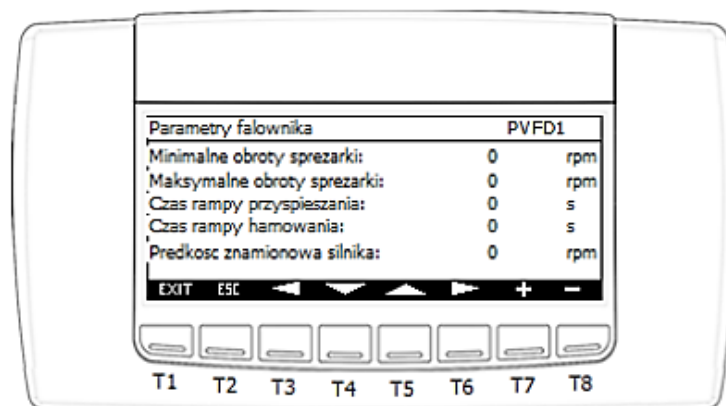 Parametry falownika PVFD1
Minimalne obroty sprezarki: 0 rpm
Maksymalne obroty sprezarki: 0 rpm
Czas rampy przyspieszania: 0 s
Czas rampy hamowania: 0 s
Predkosc znamionowa silnika: 0 rpm
EXIT ESC + -
T1 T2 T3 T4 T5 T6 T7 T8